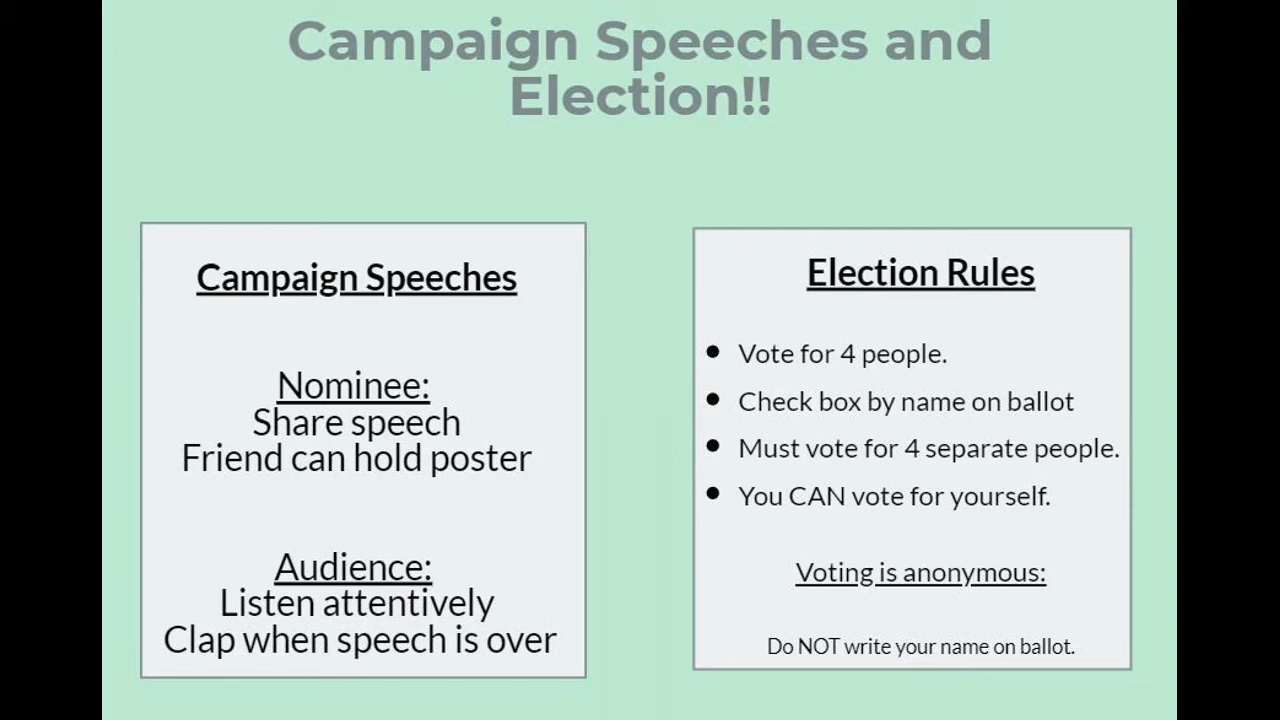 Campaign Speeches and
Election!!
Campaign Speeches
Nominee:
Share speech
Friend can hold poster
Audience:
Listen attentively
Clap when speech is over
Election Rules
Vote for 4 people.
Check box by name on ballot
Must vote for 4 separate people.
You CAN vote for yourself.
Voting is anonymous:
Do NOT write your name on ballot.